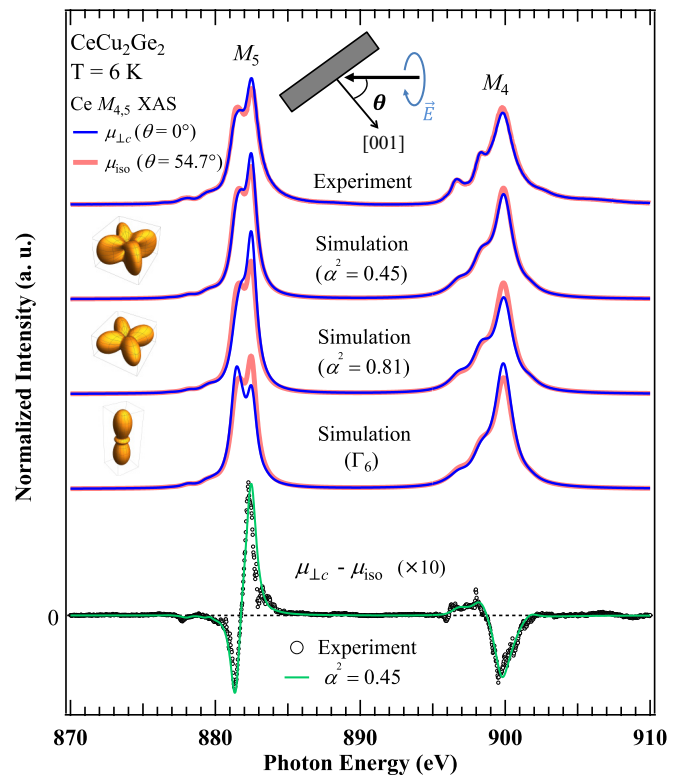 CeCu₂Ge₂
T = 6 K
Ce M₄,₅ XAS
μ⊥c (θ = 0°)
μiso (θ = 54.7°)
M₅
θ
E⃗
[001]
M₄
Experiment
Simulation
(α² = 0.45)
Simulation
(α² = 0.81)
Simulation
(Γ₆)
μ⊥c - μiso (×10)
Experiment
α² = 0.45
Normalized Intensity (a. u.)
0
870 880 890 900 910
Photon Energy (eV)